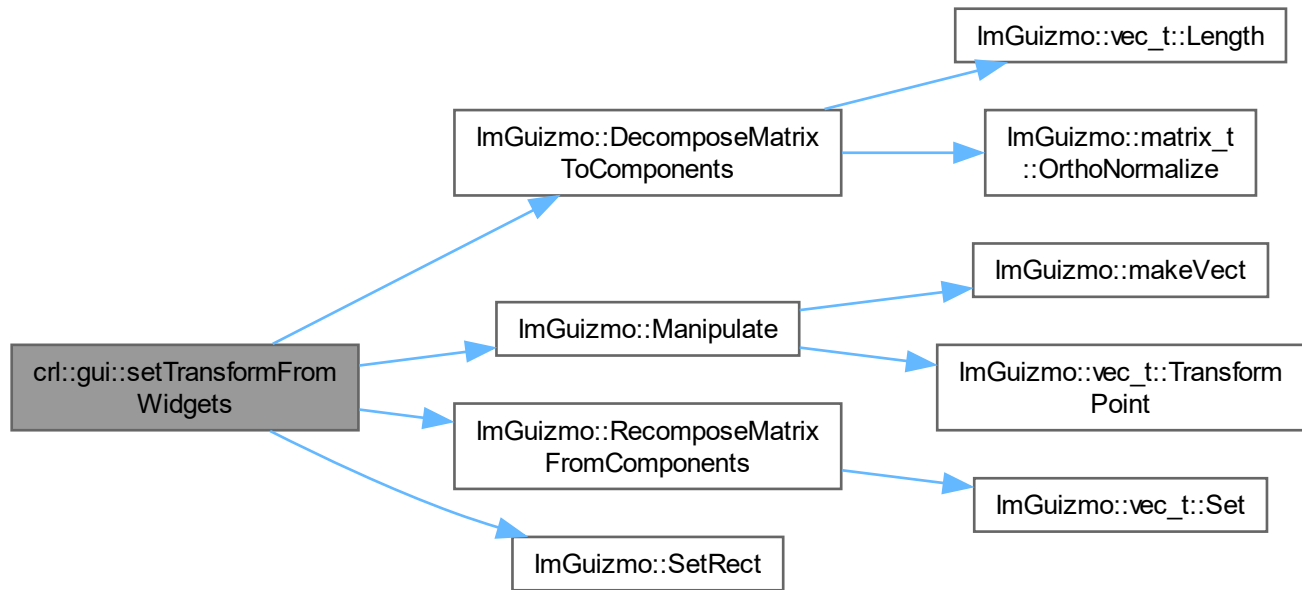 crl::gui::setTransformFrom
Widgets
ImGuizmo::DecomposeMatrix
ToComponents
ImGuizmo::vec_t::Length
ImGuizmo::matrix_t
::OrthoNormalize
ImGuizmo::Manipulate
ImGuizmo::makeVect
ImGuizmo::vec_t::Transform
Point
ImGuizmo::RecomposeMatrix
FromComponents
ImGuizmo::vec_t::Set
ImGuizmo::SetRect